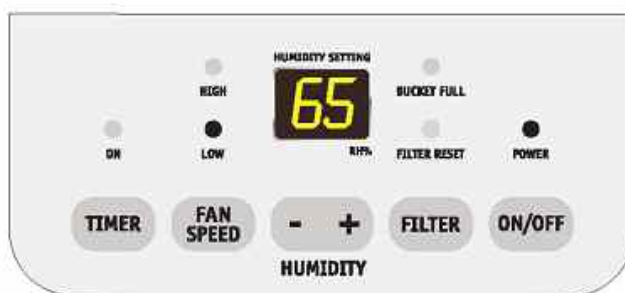 HUMIDITY SETTING
65
RH%
HIGH
BUCKET FULL
ON
LOW
FILTER RESET
POWER
TIMER
FAN
SPEED
- +
FILTER
ON/OFF
HUMIDITY